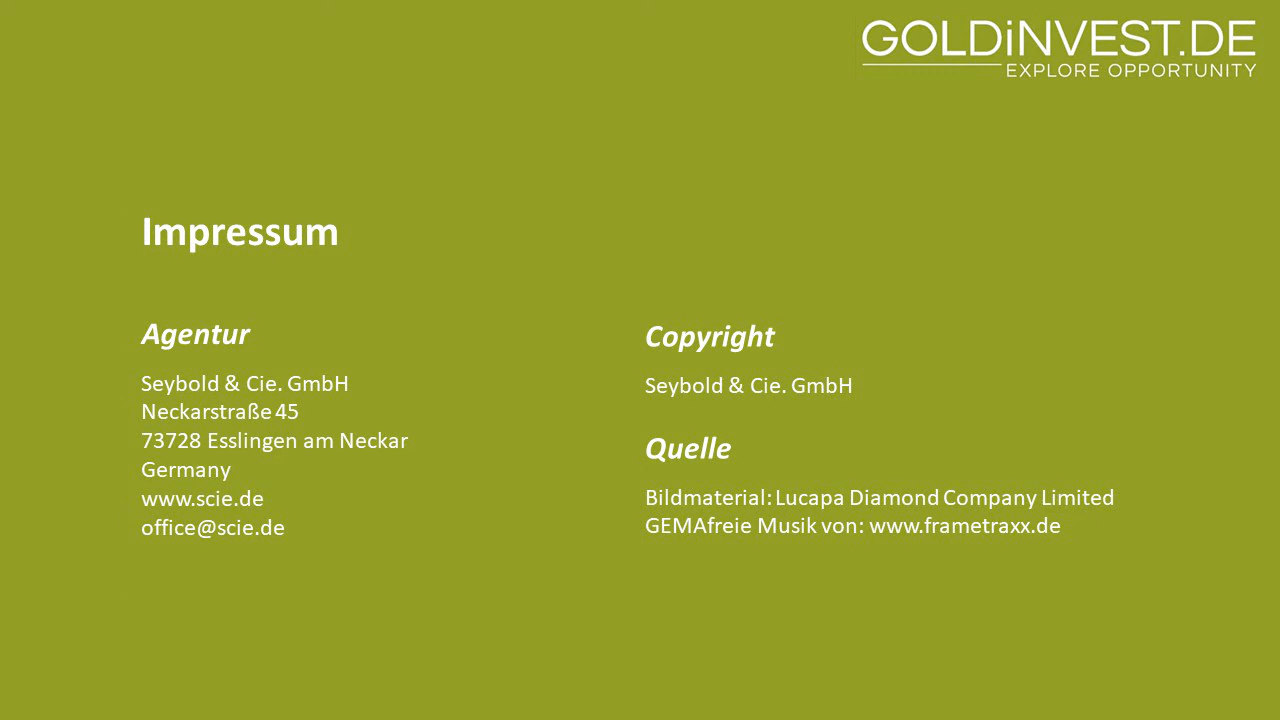 GOLDiNVEST.DE
EXPLORE OPPORTUNITY
Impressum
Agentur
Seybold & Cie. GmbH
Neckarstraße 45
73728 Esslingen am Neckar
Germany
www.scie.de
office@scie.de
Copyright
Seybold & Cie. GmbH
Quelle
Bildmaterial: Lucapa Diamond Company Limited
GEMAfreie Musik von: www.frametraxx.de